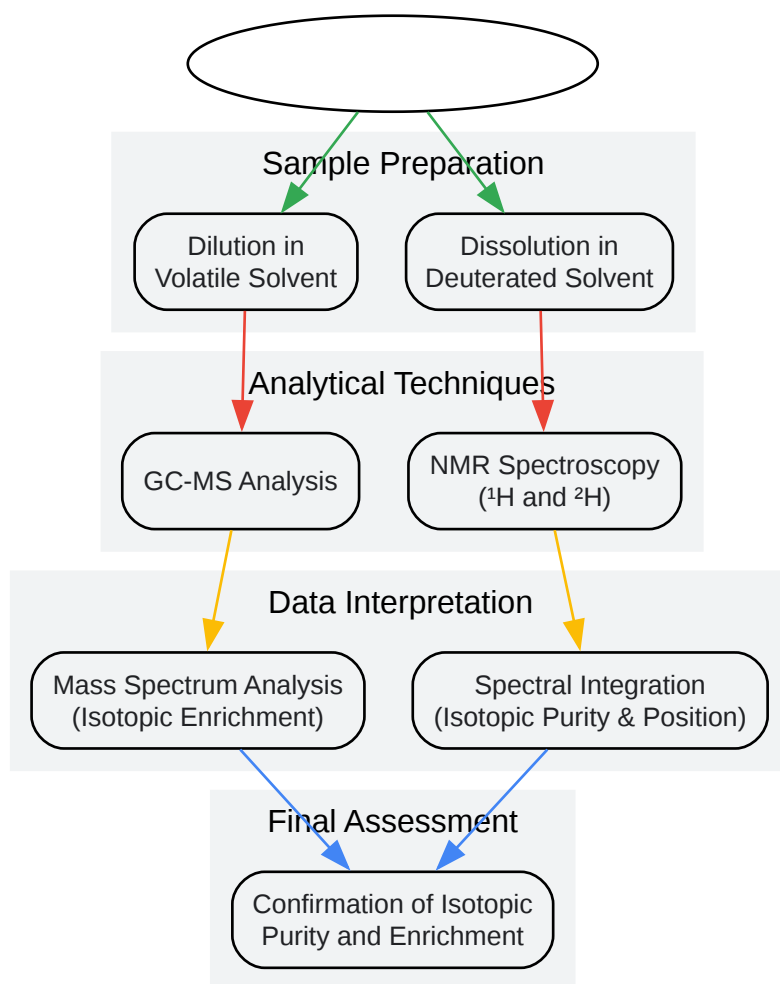 Sample Preparation
Dilution in
Volatile Solvent
Dissolution in
Deuterated Solvent
Analytical Techniques
GC-MS Analysis
NMR Spectroscopy
(¹H and ²H)
Data Interpretation
Mass Spectrum Analysis
(Isotopic Enrichment)
Spectral Integration
(Isotopic Purity & Position)
Final Assessment
Confirmation of Isotopic
Purity and Enrichment